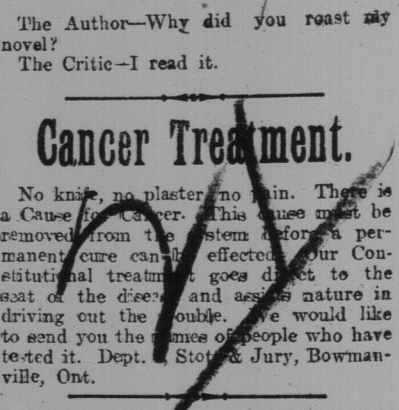 The Author—Why did you roast my
novel?
The Critic—I read it.
Cancer Treatment.
No knife, no plaster, no pain. There is
a Cause for Cancer. This cause must be
removed from the system before a per-
manent cure can be effected. Our Con-
stitutional treatment goes direct to the
seat of the disease and assists nature in
driving out the trouble. We would like
to send you the names of people who have
tested it. Dept. , Stott & Jury, Bowman-
ville, Ont.